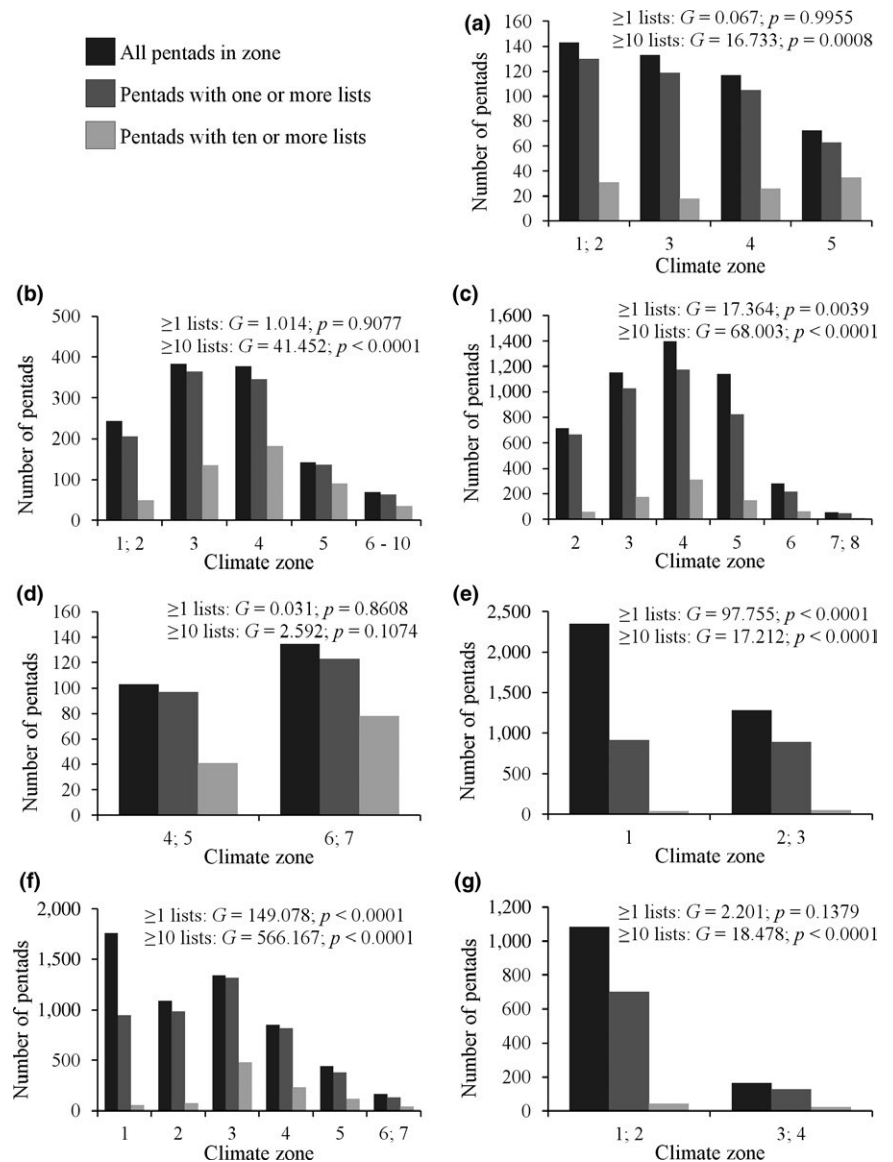 All pentads in zone
Pentads with one or more lists
Pentads with ten or more lists
(a)
≥1 lists: G = 0.067; p = 0.9955
≥10 lists: G = 16.733; p = 0.0008
Number of pentads
160
140
120
100
80
60
40
20
0
1; 2
3
4
5
Climate zone
(b)
≥1 lists: G = 1.014; p = 0.9077
≥10 lists: G = 41.452; p < 0.0001
Number of pentads
500
400
300
200
100
0
1; 2
3
4
5
6 - 10
Climate zone
(c)
≥1 lists: G = 17.364; p = 0.0039
≥10 lists: G = 68.003; p < 0.0001
Number of pentads
1,600
1,400
1,200
1,000
800
600
400
200
0
2
3
4
5
6
7; 8
Climate zone
(d)
≥1 lists: G = 0.031; p = 0.8608
≥10 lists: G = 2.592; p = 0.1074
Number of pentads
160
140
120
100
80
60
40
20
0
4; 5
6; 7
Climate zone
(e)
≥1 lists: G = 97.755; p < 0.0001
≥10 lists: G = 17.212; p < 0.0001
Number of pentads
2,500
2,000
1,500
1,000
500
0
1
2; 3
Climate zone
(f)
≥1 lists: G = 149.078; p < 0.0001
≥10 lists: G = 566.167; p < 0.0001
Number of pentads
2,000
1,500
1,000
500
0
1
2
3
4
5
6; 7
Climate zone
(g)
≥1 lists: G = 2.201; p = 0.1379
≥10 lists: G = 18.478; p < 0.0001
Number of pentads
1,200
1,000
800
600
400
200
0
1; 2
3; 4
Climate zone